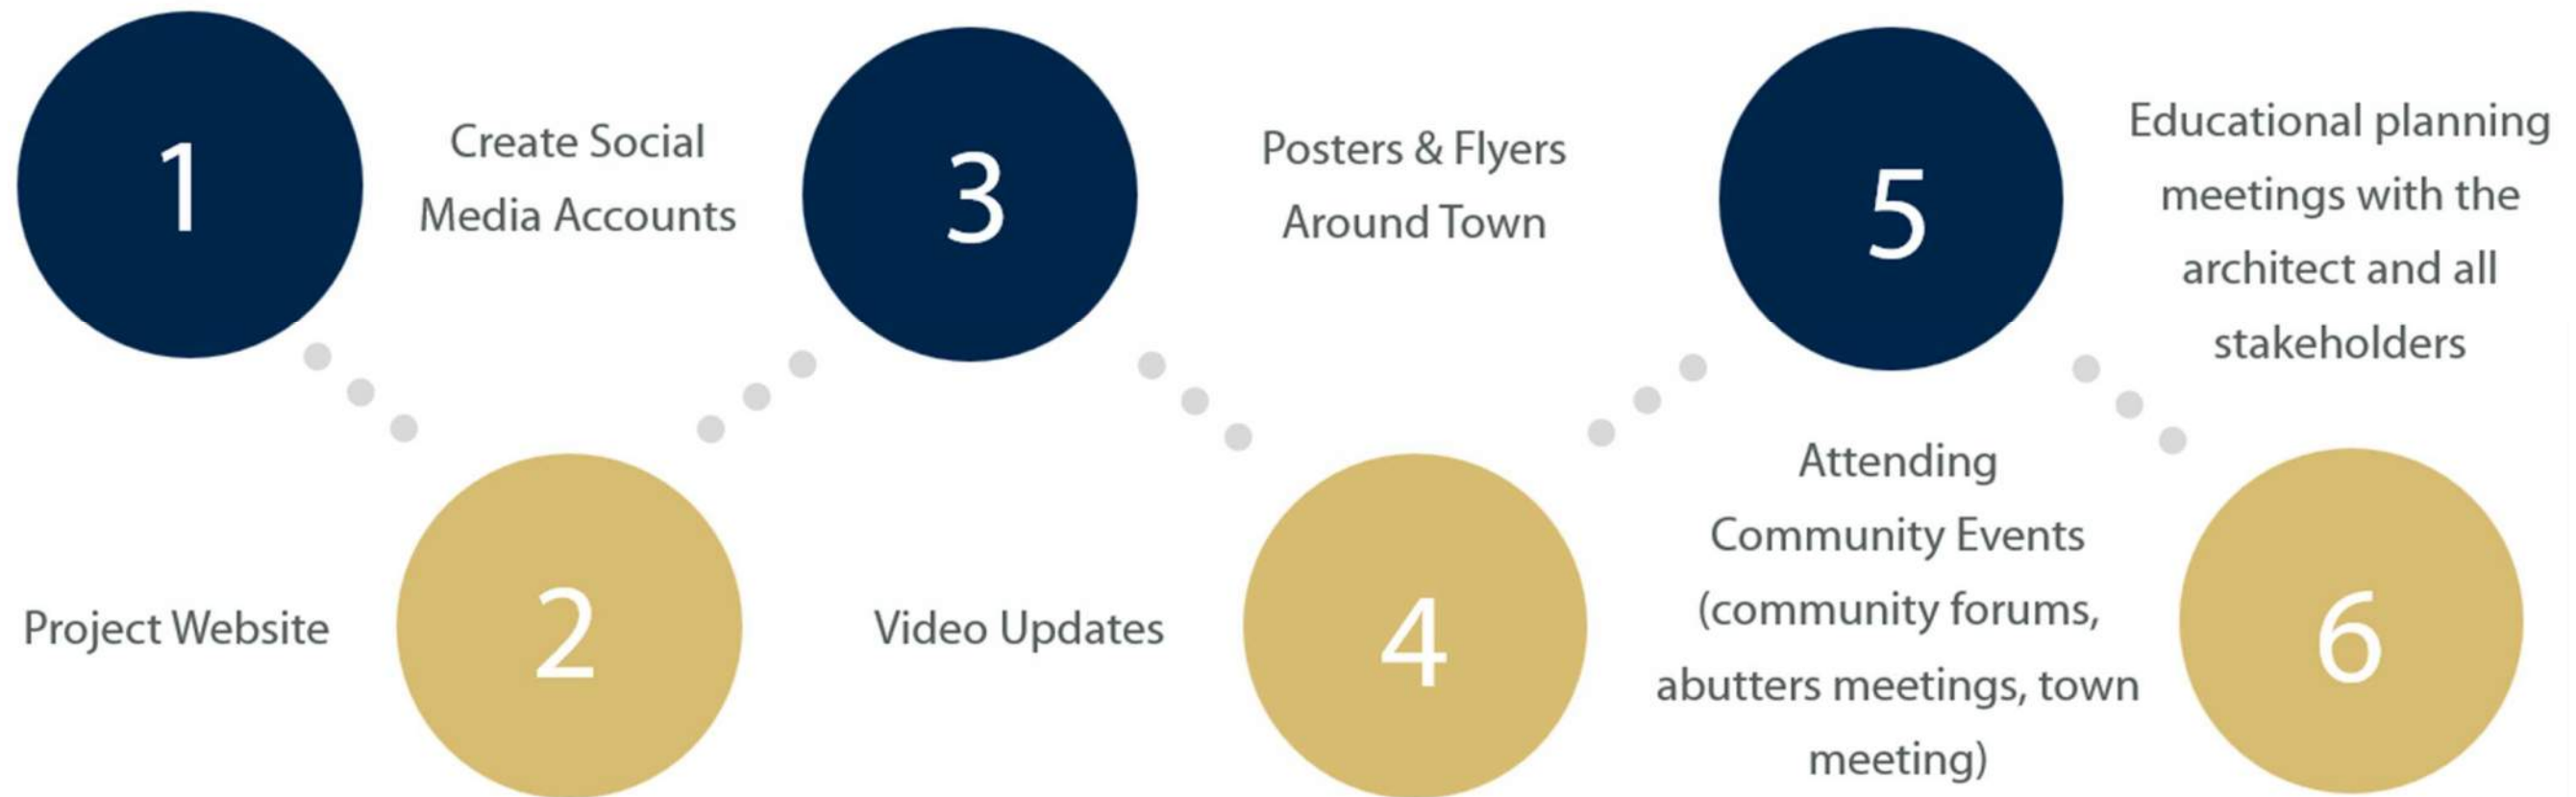 1
Project Website
2
Create Social
Media Accounts
3
Video Updates
4
Posters & Flyers
Around Town
5
Attending
Community Events
(community forums,
abutters meetings, town
meeting)
6
Educational planning
meetings with the
architect and all
stakeholders